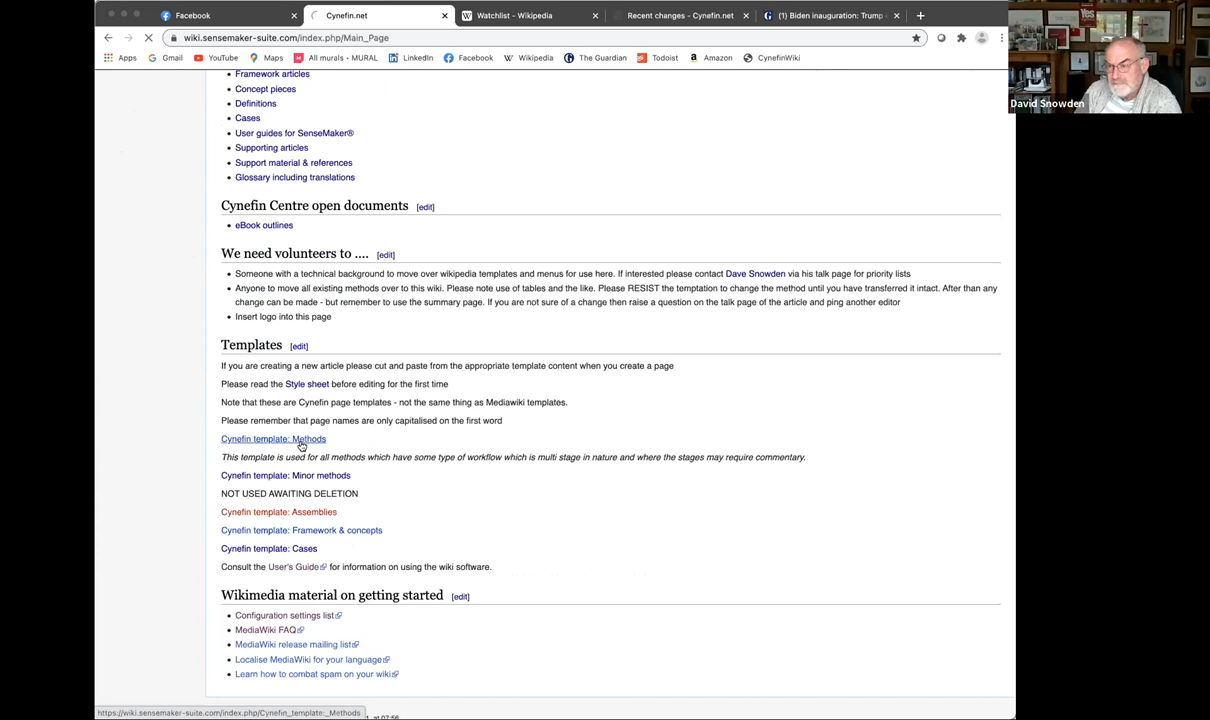 Facebook
Cynefin.net
Watchlist - Wikipedia
Recent changes - Cynefin.net
(1) Biden inauguration: Trump
wiki.sensemaker-suite.com/index.php/Main_Page
Apps
Gmail
YouTube
Maps
All murals • MURAL
LinkedIn
Facebook
Wikipedia
The Guardian
Todoist
Amazon
CynefinWiki
Yes
David Snowden
Framework articles
Concept pieces
Definitions
Cases
User guides for SenseMaker®
Supporting articles
Support material & references
Glossary including translations
Cynefin Centre open documents [edit]
eBook outlines
We need volunteers to .... [edit]
Someone with a technical background to move over wikipedia templates and menus for use here. If interested please contact Dave Snowden via his talk page for priority lists
Anyone to move all existing methods over to this wiki. Please note use of tables and the like. Please RESIST the temptation to change the method until you have transferred it intact. After than any
change can be made - but remember to use the summary page. If you are not sure of a change then raise a question on the talk page of the article and ping another editor
Insert logo into this page
Templates [edit]
If you are creating a new article please cut and paste from the appropriate template content when you create a page
Please read the Style sheet before editing for the first time
Note that these are Cynefin page templates - not the same thing as Mediawiki templates.
Please remember that page names are only capitalised on the first word
Cynefin template: Methods
This template is used for all methods which have some type of workflow which is multi stage in nature and where the stages may require commentary.
Cynefin template: Minor methods
NOT USED AWAITING DELETION
Cynefin template: Assemblies
Cynefin template: Framework & concepts
Cynefin template: Cases
Consult the User's Guide for information on using the wiki software.
Wikimedia material on getting started [edit]
Configuration settings list
MediaWiki FAQ
MediaWiki release mailing list
Localise MediaWiki for your language
Learn how to combat spam on your wiki
https://wiki.sensemaker-suite.com/index.php/Cynefin_template:_Methods
at 07:56